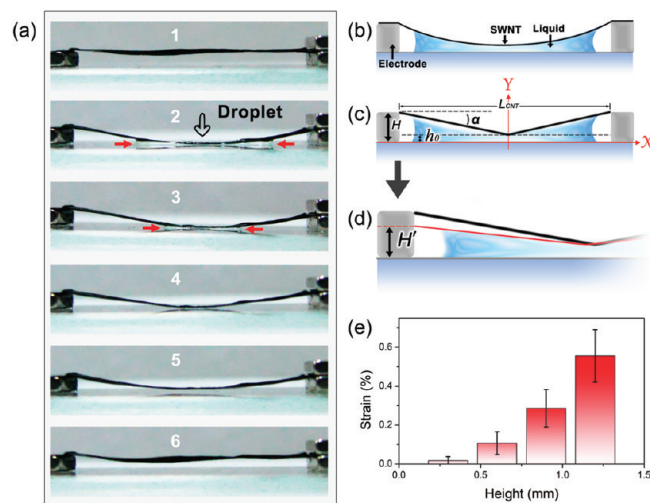 (a)
1
2
Droplet
3
4
5
6
(b)
SWNT
Liquid
Electrode
(c)
Y
L_CNT
H
α
h₀
X
(d)
H'
(e)
Strain (%)
0.6
0.4
0.2
0.0
0.0
0.5
1.0
1.5
Height (mm)